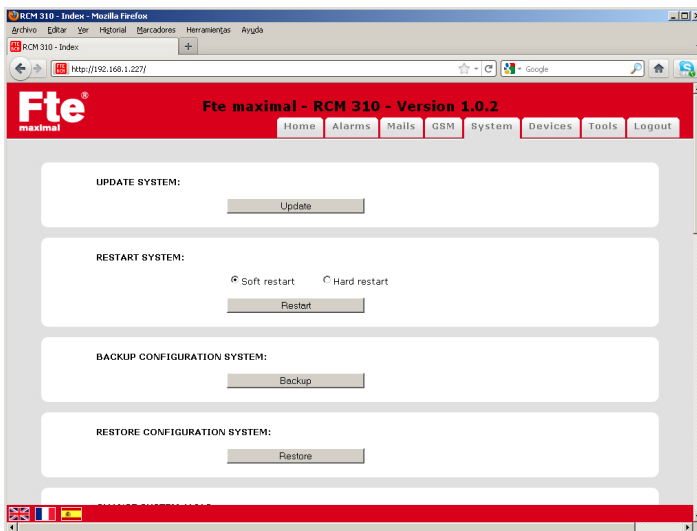 RCM 310 - Index - Mozilla Firefox
Archivo Editar Ver Historial Marcadores Herramientas Ayuda
RCM 310 - Index
http://192.168.1.227/
Google
Fte®
maximal
Fte maximal - RCM 310 - Version 1.0.2
Home Alarms Mails GSM System Devices Tools Logout
UPDATE SYSTEM:
Update
RESTART SYSTEM:
Soft restart Hard restart
Restart
BACKUP CONFIGURATION SYSTEM:
Backup
RESTORE CONFIGURATION SYSTEM:
Restore